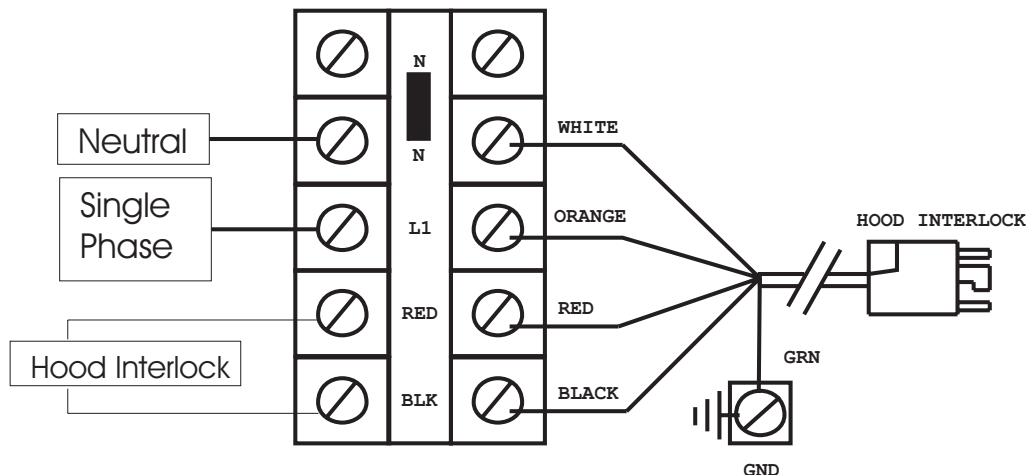 N
Neutral
N
WHITE
Single
Phase
L1
ORANGE
HOOD INTERLOCK
RED
RED
Hood Interlock
GRN
BLK
BLACK
GND